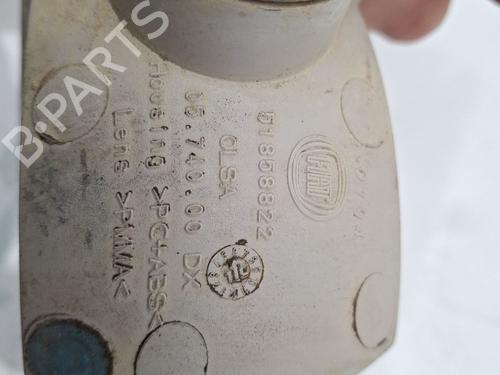 FIAT
51858822
OLSA
05.740.00 DX
Housing >PC+ABS<
Lens >PMMA<
B-PARTS